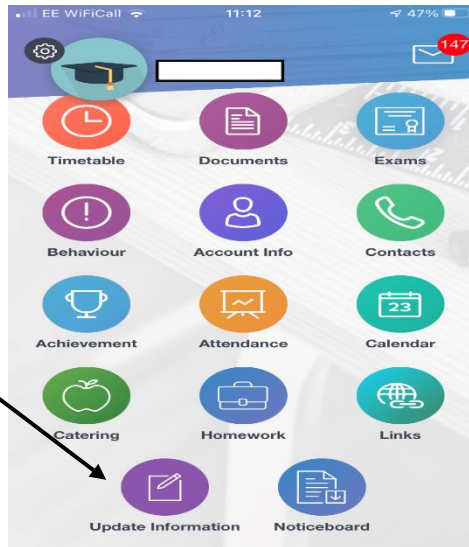 EE WiFiCall 11:12 47%
147
Timetable Documents Exams
Behaviour Account Info Contacts
23
Achievement Attendance Calendar
Catering Homework Links
Update Information Noticeboard